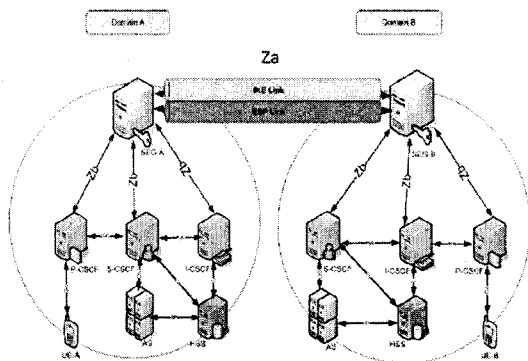 Domain A
Domain B
Za
IKE Link
ESP Link
SEG-A
SEG-B
Zb
Zb
Zb
Zb
Zb
Zb
P-CSCF
S-CSCF
I-CSCF
S-CSCF
I-CSCF
P-CSCF
UE-A
AS
HSS
AS
HSS
UE-B